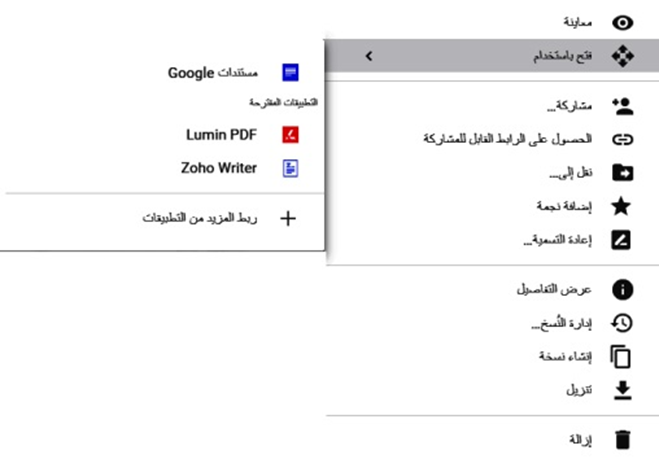 معاينة
فتح باستخدام
مشاركة...
الحصول على الرابط القابل للمشاركة
نقل إلى...
إضافة نجمة
إعادة التسمية...
عرض التفاصيل
إدارة النُسخ...
إنشاء نسخة
تنزيل
إزالة
مستندات Google
التطبيقات المقترحة
Lumin PDF
Zoho Writer
ربط المزيد من التطبيقات